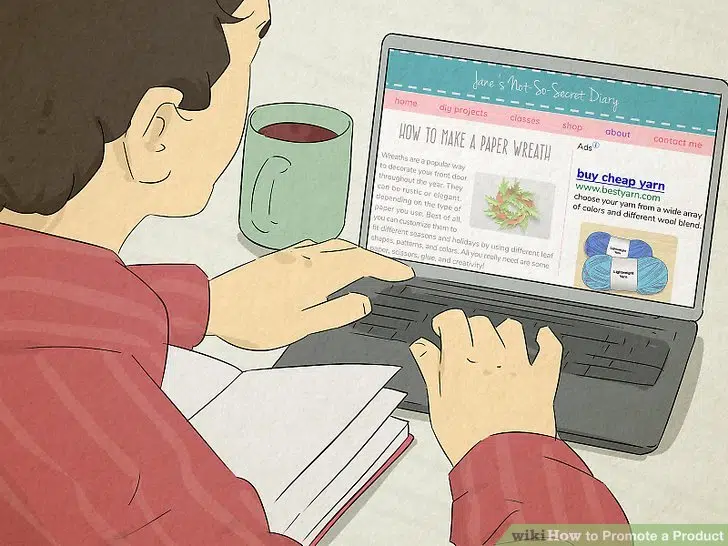 Jane's Not-So-Secret Diary
home diy projects classes shop about contact me
HOW TO MAKE A PAPER WREATH
Wreaths are a popular way
to decorate your front door
throughout the year. They
can be rustic or elegant
depending on the type of
paper you use. Best of all,
you can customize them to
fit different seasons and holidays by using different leaf
shapes, patterns, and colors. All you really need are some
paper, scissors, glue, and creativity!
Ads
buy cheap yarn
www.bestyarn.com
choose your yarn from a wide array
of colors and different wool blend.
Lightweight
Yarn
Lightweight
Yarn
wikiHow to Promote a Product